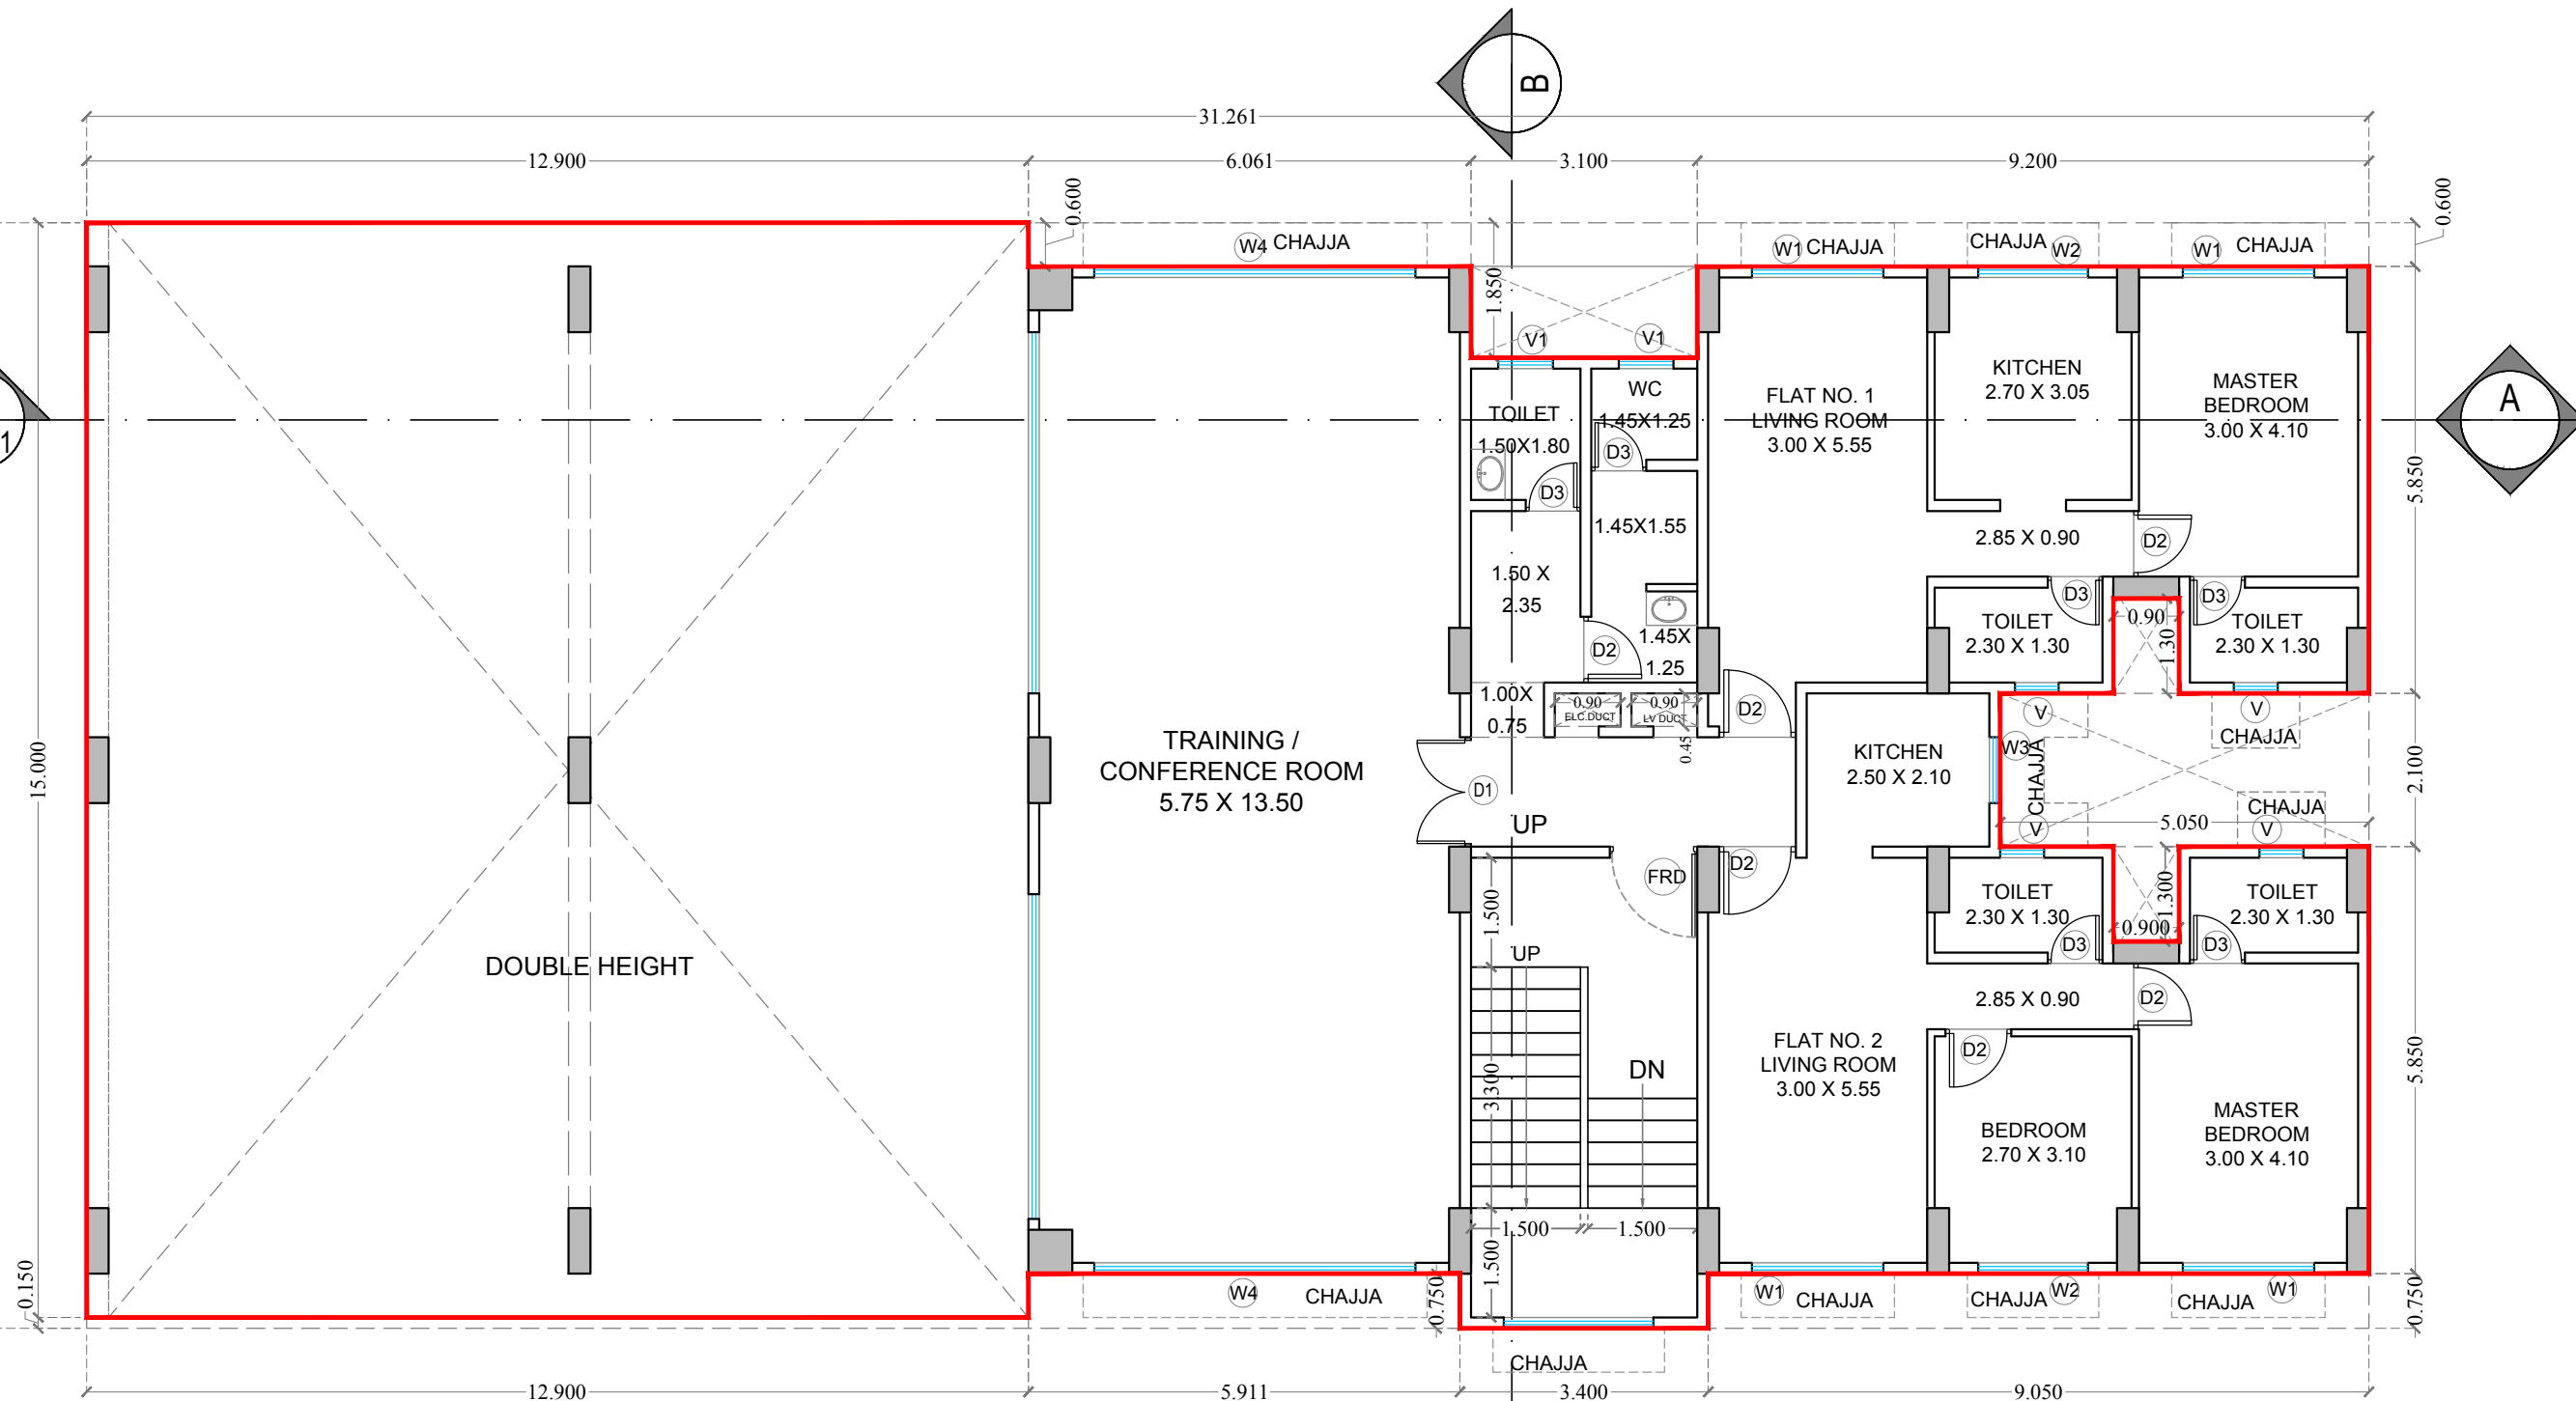 B
31.261
12.900
6.061
3.100
9.200
0.600
0.600
W4 CHAJJA
W1 CHAJJA
CHAJJA W2
W1 CHAJJA
1.850
V1
V1
WC
1.45X1.25
TOILET
1.50X1.80
D3
D3
FLAT NO. 1
LIVING ROOM
3.00 X 5.55
KITCHEN
2.70 X 3.05
MASTER
BEDROOM
3.00 X 4.10
A
1
5.850
1.45X1.55
2.85 X 0.90
D2
1.50 X
2.35
D3
D3
0.90
1.30
TOILET
2.30 X 1.30
TOILET
2.30 X 1.30
D2
1.45X
1.25
1.00X
0.75
0.90
ELC.DUCT
0.90
LV DUCT
0.45
D2
V
V
CHAJJA
W3
CHAJJA
KITCHEN
2.50 X 2.10
15.000
TRAINING /
CONFERENCE ROOM
5.75 X 13.50
D1
2.100
CHAJJA
UP
5.050
V
V
FRD
D2
1.500
TOILET
2.30 X 1.30
1.300
0.900
TOILET
2.30 X 1.30
D3
D3
DOUBLE HEIGHT
UP
2.85 X 0.90
D2
FLAT NO. 2
LIVING ROOM
3.00 X 5.55
D2
DN
3.300
5.850
BEDROOM
2.70 X 3.10
MASTER
BEDROOM
3.00 X 4.10
1.500
1.500
1.500
0.150
0.750
W4
CHAJJA
W1
CHAJJA
CHAJJA W2
CHAJJA
W1
0.750
CHAJJA
12.900
5.911
3.400
9.050